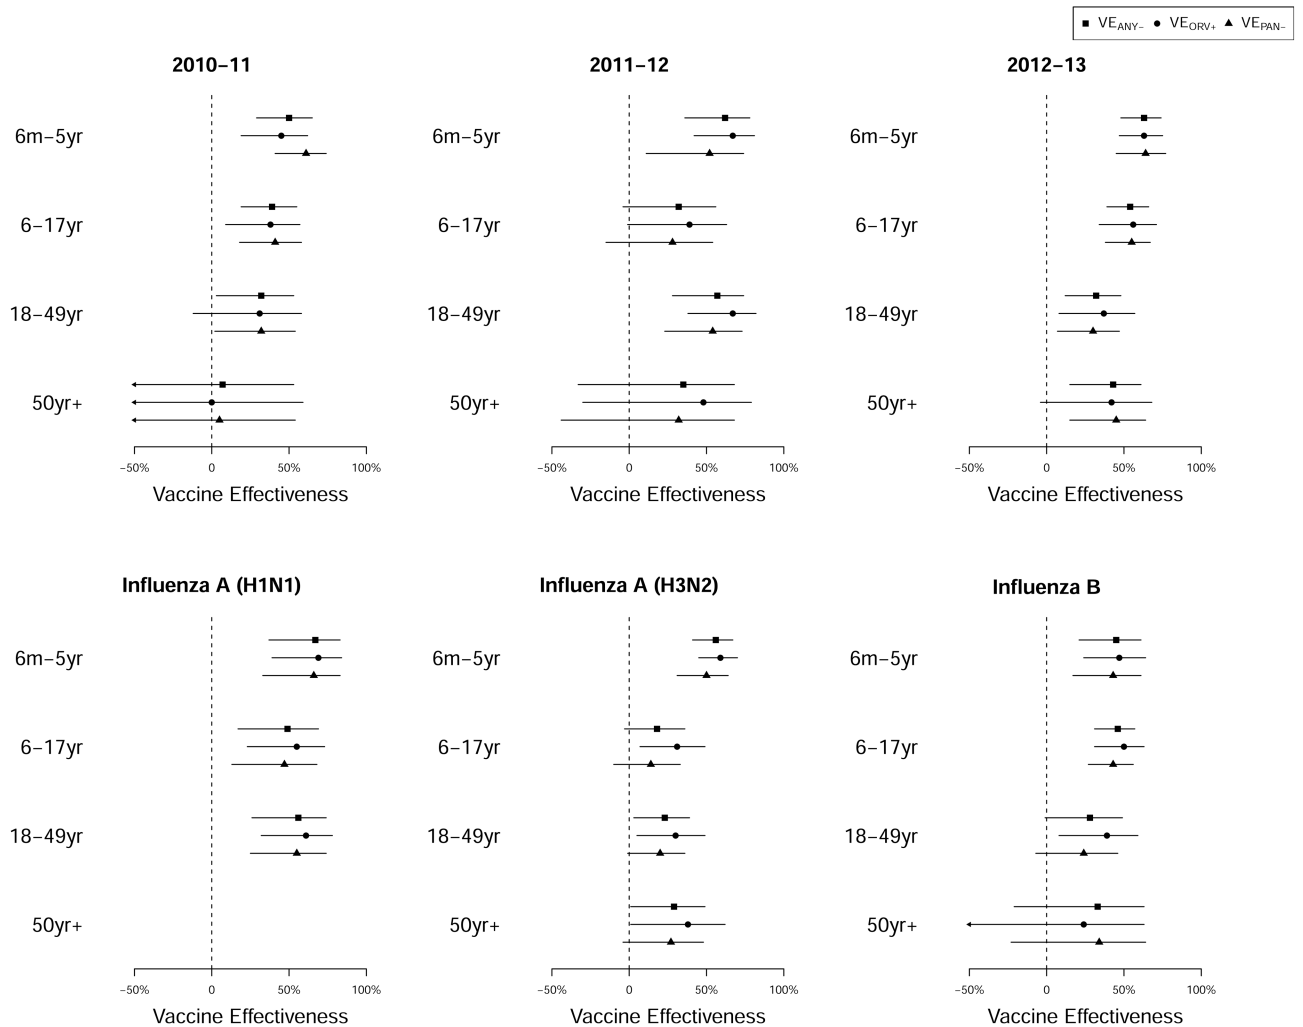 VE_ANY− VE_ORV+ VE_PAN−
2010−11 2011−12 2012−13
6m−5yr 6m−5yr 6m−5yr
6−17yr 6−17yr 6−17yr
18−49yr 18−49yr 18−49yr
50yr+ 50yr+ 50yr+
−50% 0 50% 100% −50% 0 50% 100% −50% 0 50% 100%
Vaccine Effectiveness Vaccine Effectiveness Vaccine Effectiveness
Influenza A (H1N1) Influenza A (H3N2) Influenza B
6m−5yr 6m−5yr 6m−5yr
6−17yr 6−17yr 6−17yr
18−49yr 18−49yr 18−49yr
50yr+ 50yr+ 50yr+
−50% 0 50% 100% −50% 0 50% 100% −50% 0 50% 100%
Vaccine Effectiveness Vaccine Effectiveness Vaccine Effectiveness